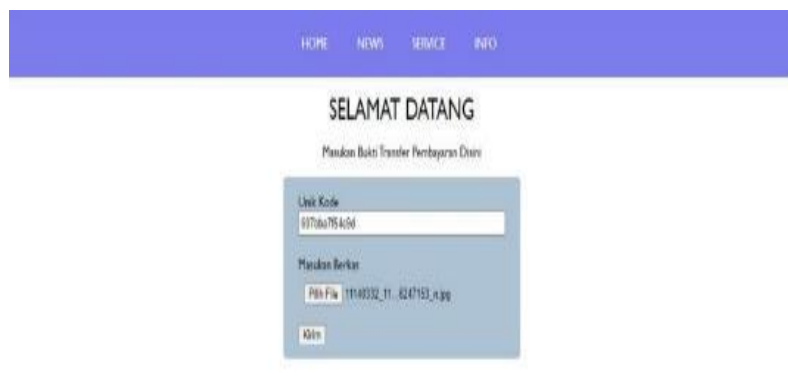 HOME NEWS SERVICE INFO
SELAMAT DATANG
Masukan Bukti Transfer Pembayaran Disini
Unik Kode
Masukan Berkas
Pilih File
Kirim